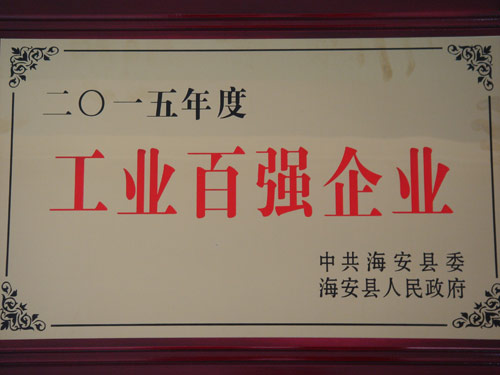 二〇一五年度
工业百强企业
中共海安县委
海安县人民政府